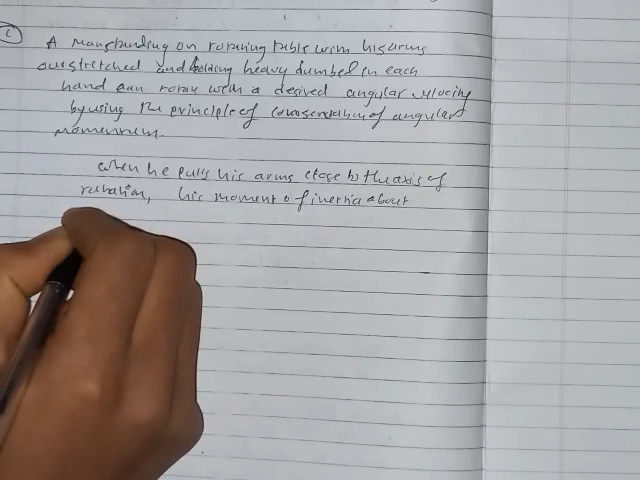 (c)
A man standing on rotating table with his arms
outstretched and holding heavy dumbel in each
hand can rotate with a desired angular velocity
by using the principle of conservation of angular
momentum.
when he pulls his arms close to the axis of
rotation, his moment of inertia about